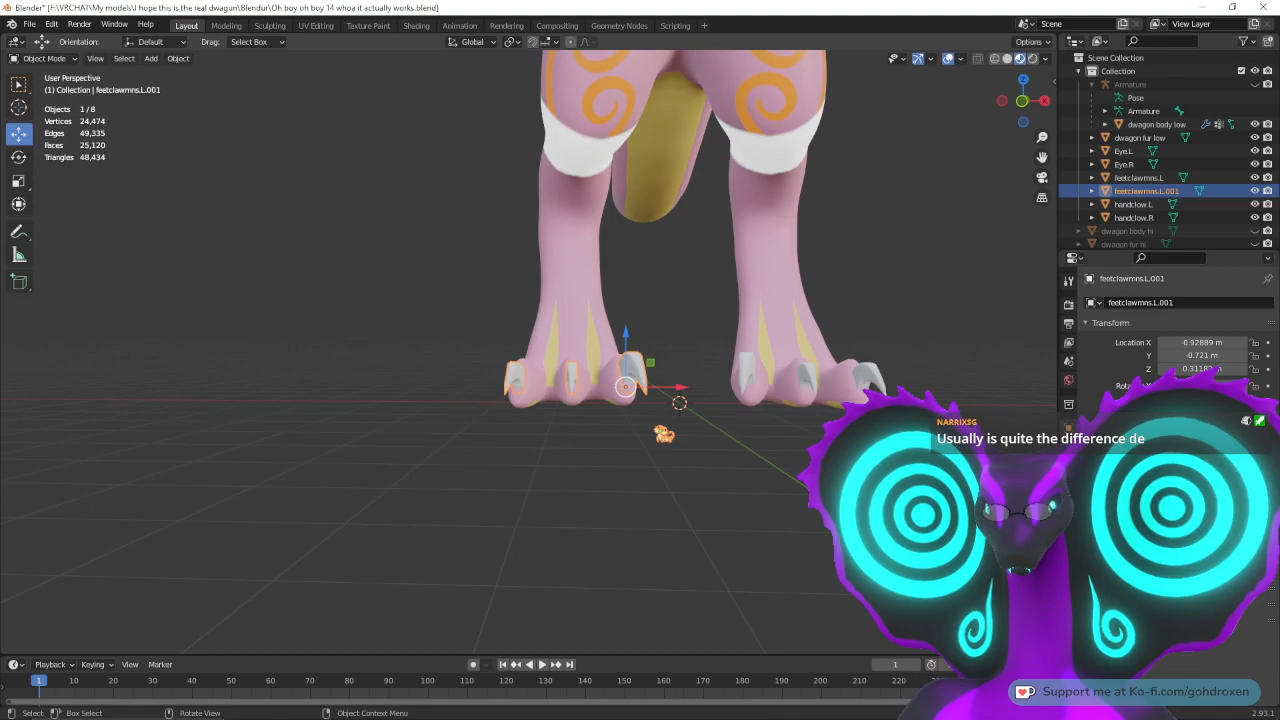 Blender* [F:\VRCHAT\My models\I hope this is the real dwagon\Blendur\Oh boy oh boy 14 whoa it actually works.blend]
File Edit Render Window Help Layout Modeling Sculpting UV Editing Texture Paint Shading Animation Rendering Compositing Geometry Nodes Scripting + Scene View Layer
Orientation: Default Drag: Select Box Global Options
Object Mode View Select Add Object
User Perspective
(1) Collection | feetclawmns.L.001
Objects 1 / 8
Vertices 24,474
Edges 49,335
Faces 25,120
Triangles 48,434
X
Z
Scene Collection
Collection
Armature
Pose
Armature
dwagon body low
dwagon fur low
Eye.L
Eye.R
feetclawmns.L
feetclawmns.L.001
handclow.L
handclow.R
dwagon body hi
dwagon fur hi
feetclawmns.L.001
feetclawmns.L.001
Transform
Location X -0.92889 m
Y -0.721 m
Z
NARRIXSG
Usually is quite the difference de
Support me at Ko-fi.com/gohdroxen
Playback Keying View Marker 1
1 10 20 30 40 50 60 70 80 90 100 110 120 130 140 150 160 170 180 190 200 210 220
Select Box Select Rotate View Object Context Menu 2.93.1